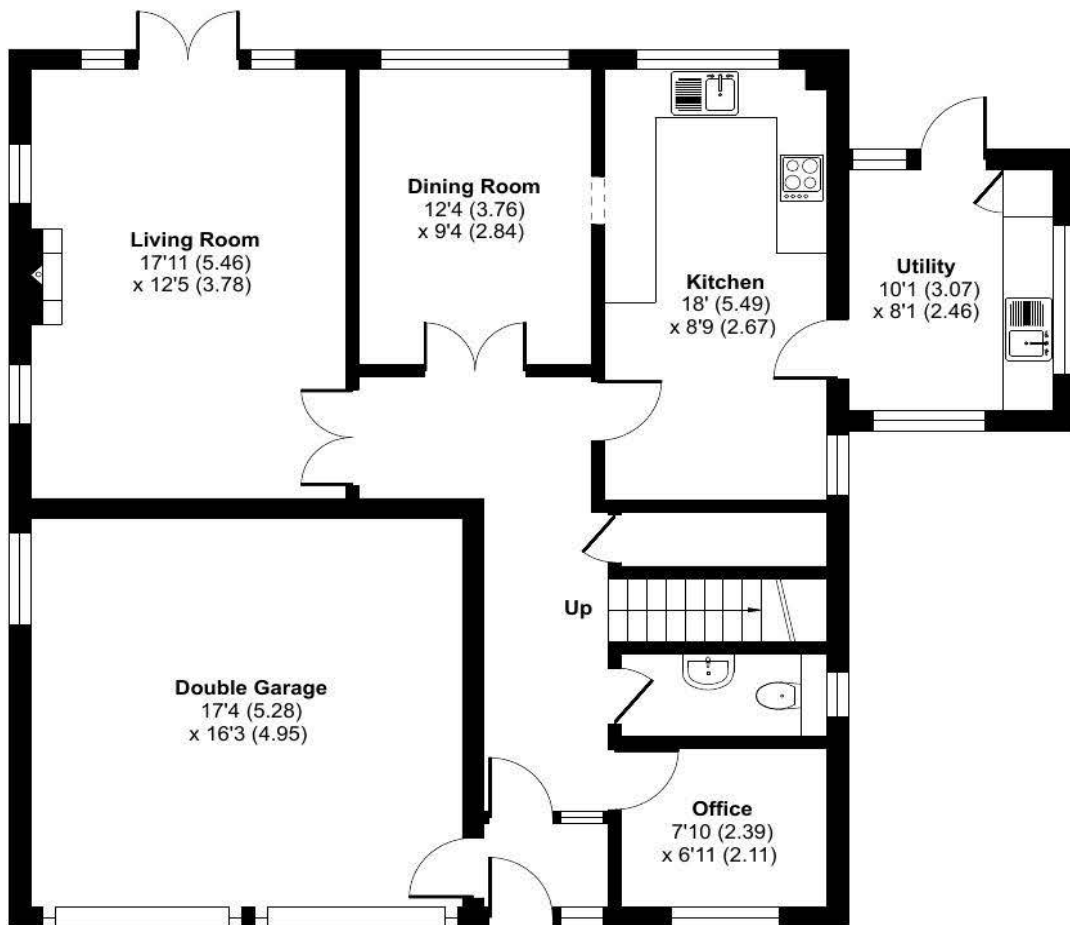 Dining Room
12'4 (3.76)
x 9'4 (2.84)
Living Room
17'11 (5.46)
x 12'5 (3.78)
Kitchen
18' (5.49)
x 8'9 (2.67)
Utility
10'1 (3.07)
x 8'1 (2.46)
Up
Double Garage
17'4 (5.28)
x 16'3 (4.95)
Office
7'10 (2.39)
x 6'11 (2.11)